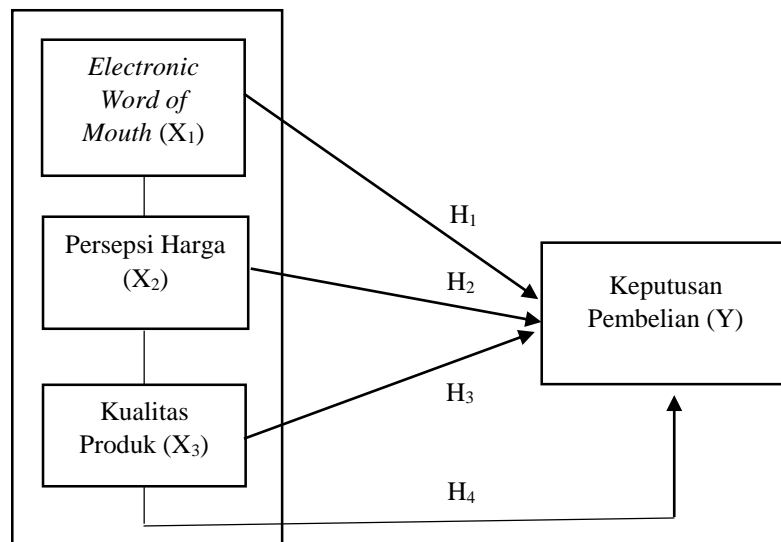 Electronic
Word of
Mouth (X₁)
H₁
Persepsi Harga
(X₂)
H₂
Keputusan
Pembelian (Y)
Kualitas
Produk (X₃)
H₃
H₄